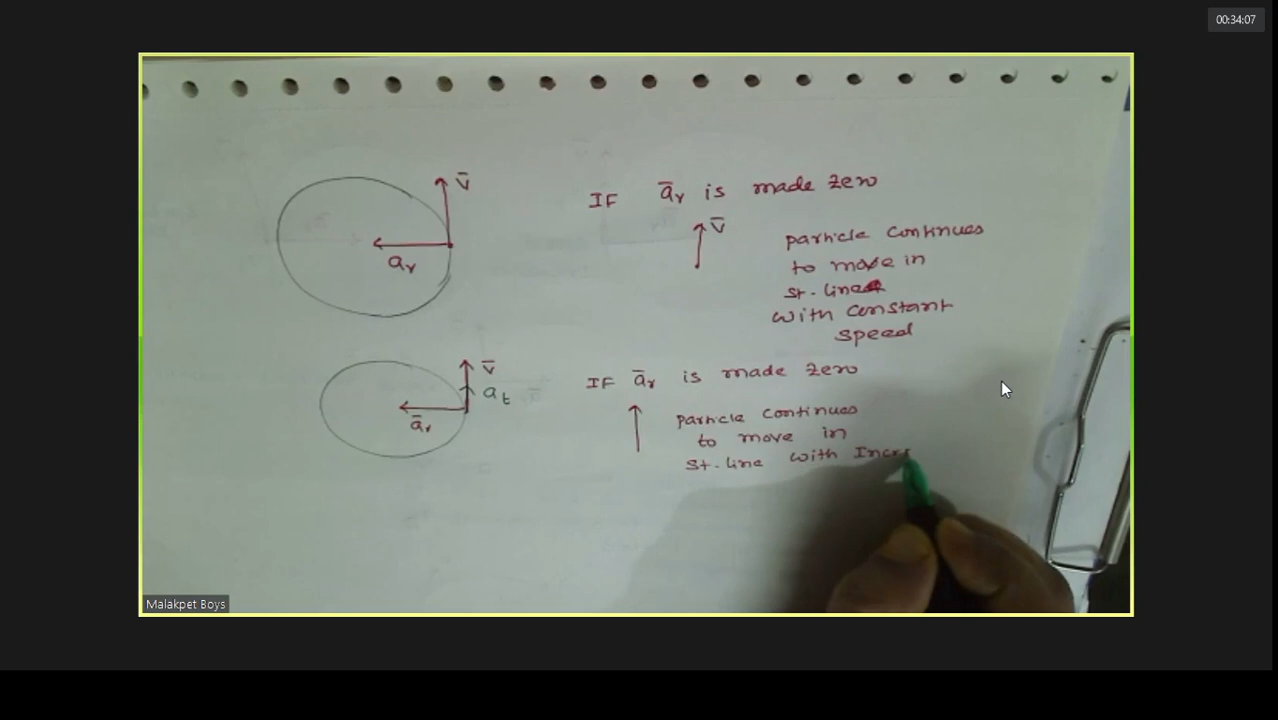 00:34:07
v̄
aᵣ
IF āᵣ is made zero
v̄
particle continues
to move in
st. line
with constant
speed
v̄
aₜ
āᵣ
IF āᵣ is made zero
particle continues
to move in
st. line with Incr
Malakpet Boys